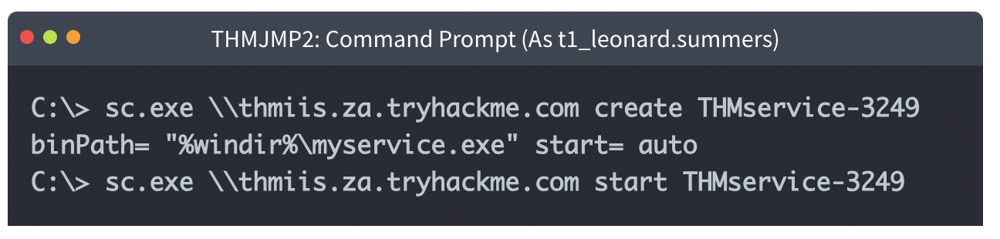 THMJMP2: Command Prompt (As t1_leonard.summers)
C:\> sc.exe \\thmiis.za.tryhackme.com create THMservice-3249
binPath= "%windir%\myservice.exe" start= auto
C:\> sc.exe \\thmiis.za.tryhackme.com start THMservice-3249